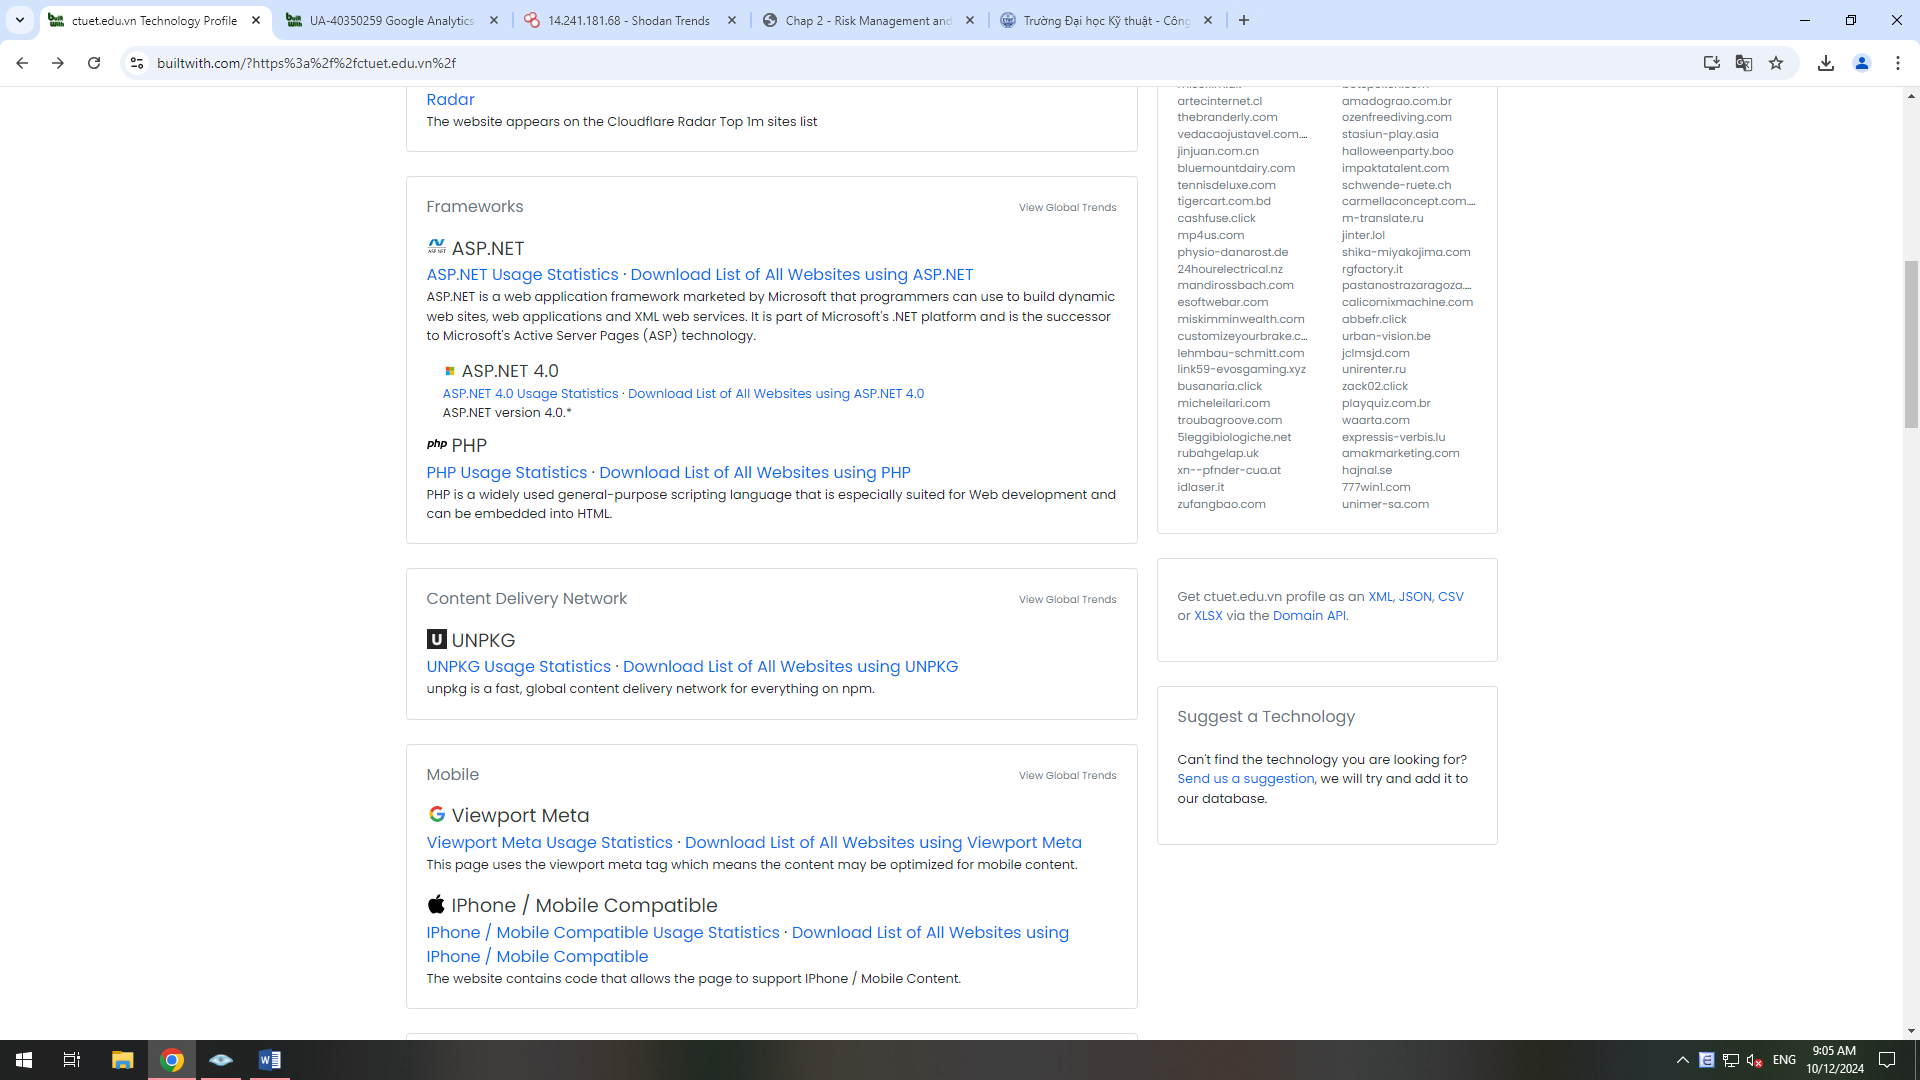 ctuet.edu.vn Technology Profile
UA-40350259 Google Analytics
14.241.181.68 - Shodan Trends
Chap 2 - Risk Management and
Trường Đại học Kỹ thuật - Công
builtwith.com/?https%3a%2f%2fctuet.edu.vn%2f
Radar
The website appears on the Cloudflare Radar Top 1m sites list
Frameworks
View Global Trends
ASP.NET
ASP.NET Usage Statistics · Download List of All Websites using ASP.NET
ASP.NET is a web application framework marketed by Microsoft that programmers can use to build dynamic
web sites, web applications and XML web services. It is part of Microsoft's .NET platform and is the successor
to Microsoft's Active Server Pages (ASP) technology.
ASP.NET 4.0
ASP.NET 4.0 Usage Statistics · Download List of All Websites using ASP.NET 4.0
ASP.NET version 4.0.*
php PHP
PHP Usage Statistics · Download List of All Websites using PHP
PHP is a widely used general-purpose scripting language that is especially suited for Web development and
can be embedded into HTML.
Content Delivery Network
View Global Trends
U UNPKG
UNPKG Usage Statistics · Download List of All Websites using UNPKG
unpkg is a fast, global content delivery network for everything on npm.
Mobile
View Global Trends
Viewport Meta
Viewport Meta Usage Statistics · Download List of All Websites using Viewport Meta
This page uses the viewport meta tag which means the content may be optimized for mobile content.
IPhone / Mobile Compatible
IPhone / Mobile Compatible Usage Statistics · Download List of All Websites using
IPhone / Mobile Compatible
The website contains code that allows the page to support IPhone / Mobile Content.
artecinternet.cl
amadograo.com.br
thebranderly.com
ozenfreediving.com
vedacaojustavel.com....
stasiun-play.asia
jinjuan.com.cn
halloweenparty.boo
bluemountdairy.com
impaktatalent.com
tennisdeluxe.com
schwende-ruete.ch
tigercart.com.bd
carmellaconcept.com....
cashfuse.click
m-translate.ru
mp4us.com
jinter.lol
physio-danarost.de
shika-miyakojima.com
24hourelectrical.nz
rgfactory.it
mandirossbach.com
pastanostrazaragoza....
esoftwebar.com
calicomixmachine.com
miskimminwealth.com
abbefr.click
customizeyourbrake.c...
urban-vision.be
lehmbau-schmitt.com
jclmsjd.com
link59-evosgaming.xyz
unirenter.ru
busanaria.click
zack02.click
micheleilari.com
playquiz.com.br
troubagroove.com
waarta.com
5leggibiologiche.net
expressis-verbis.lu
rubahgelap.uk
amakmarketing.com
xn--pfnder-cua.at
hajnal.se
idlaser.it
777win1.com
zufangbao.com
unimer-sa.com
Get ctuet.edu.vn profile as an XML, JSON, CSV
or XLSX via the Domain API.
Suggest a Technology
Can't find the technology you are looking for?
Send us a suggestion, we will try and add it to
our database.
ENG
9:05 AM
10/12/2024